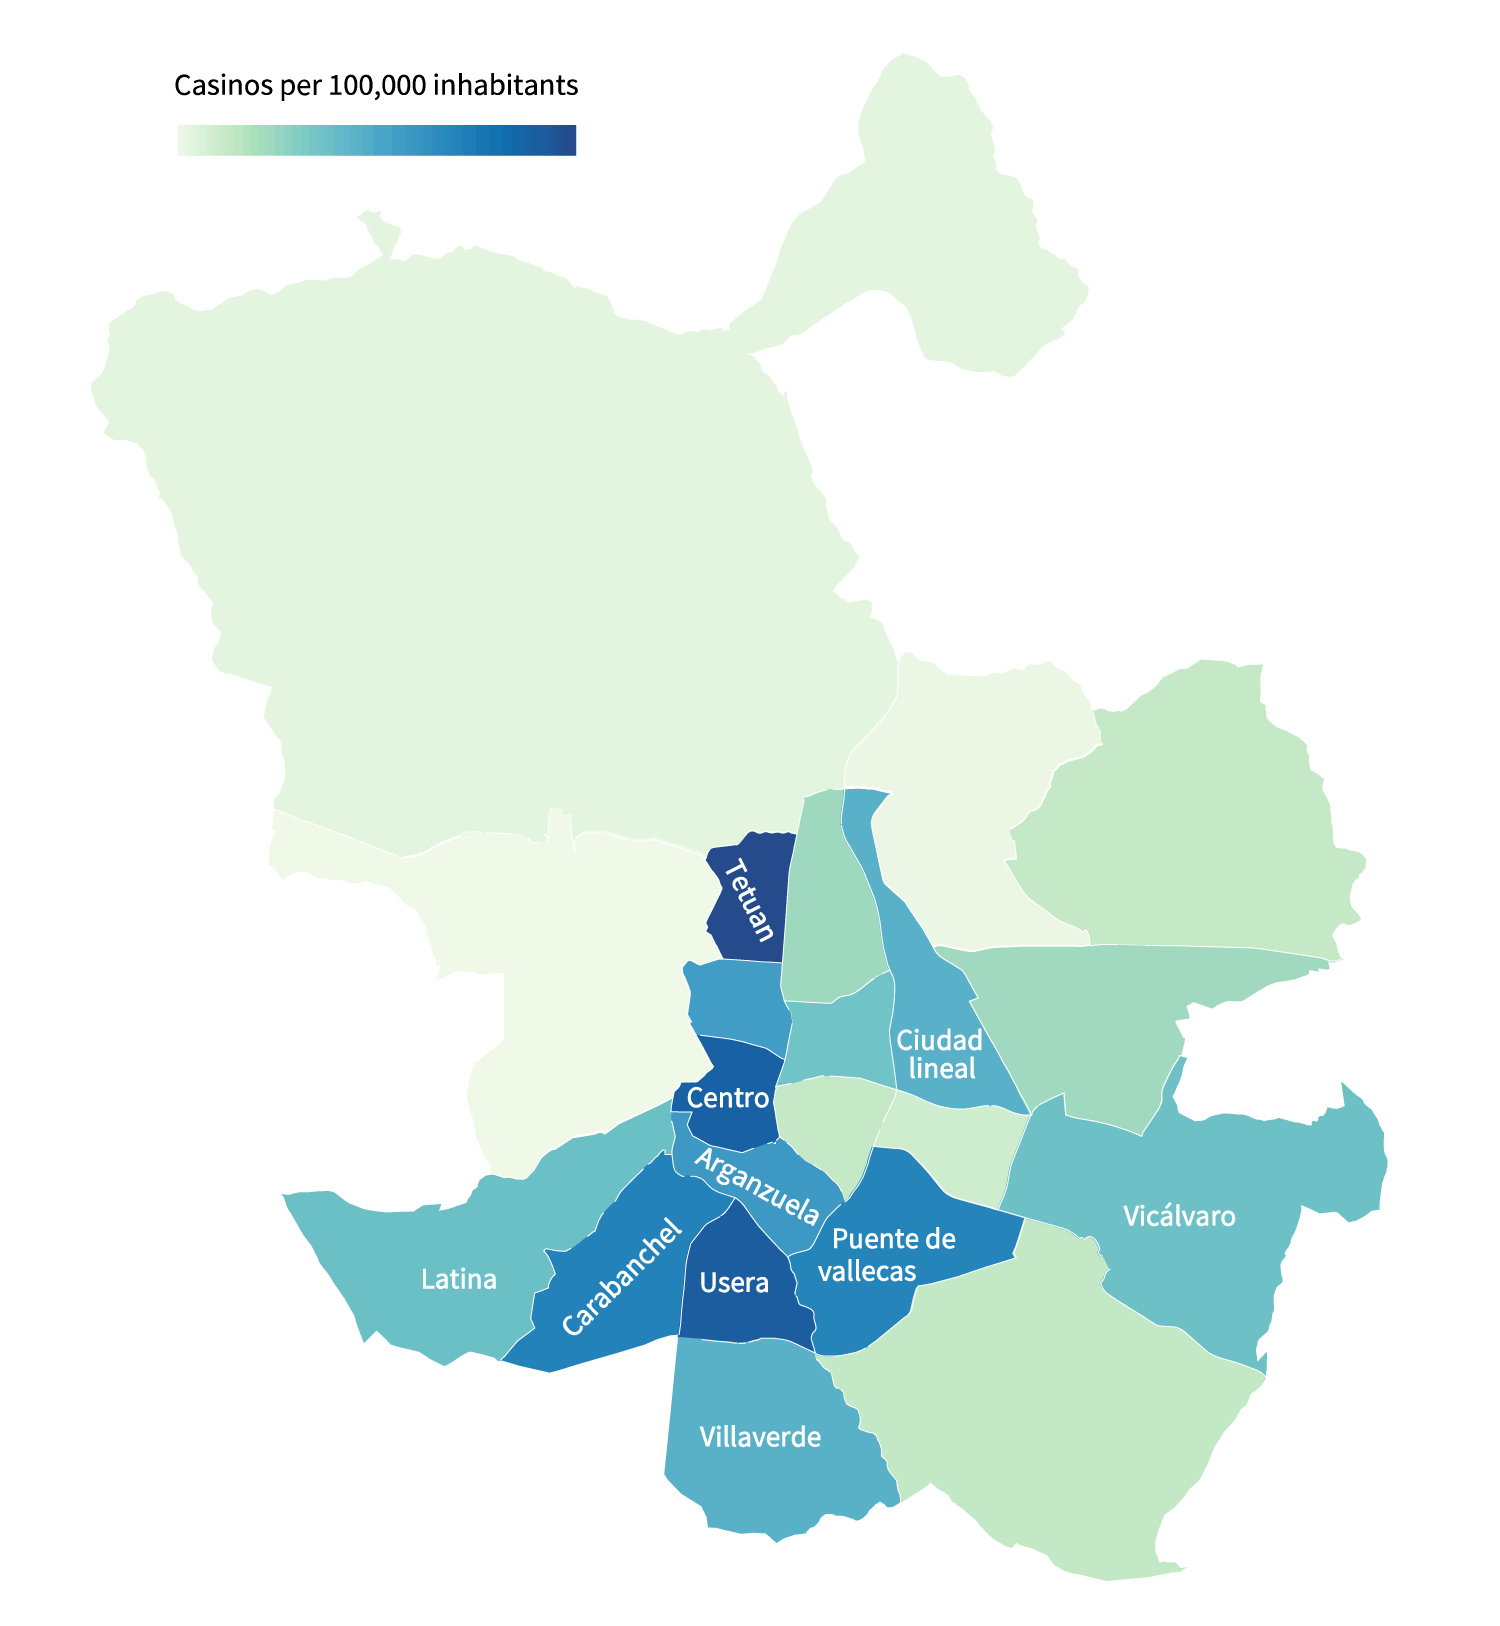 Casinos per 100,000 inhabitants
Tetuan
Ciudad
lineal
Centro
Arganzuela
Vicálvaro
Puente de
vallecas
Carabanchel
Latina
Usera
Villaverde